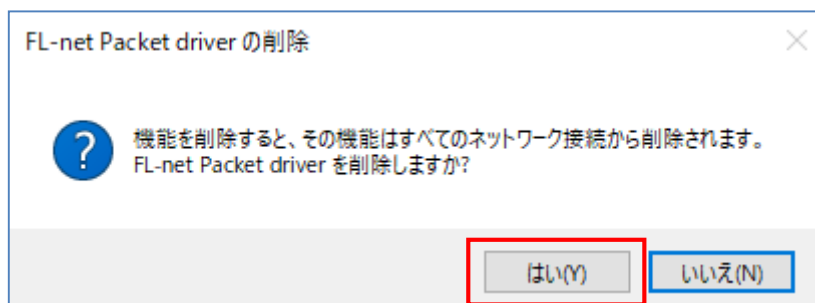 FL-net Packet driver の削除
機能を削除すると、その機能はすべてのネットワーク接続から削除されます。
FL-net Packet driver を削除しますか?
はい(Y)
いいえ(N)